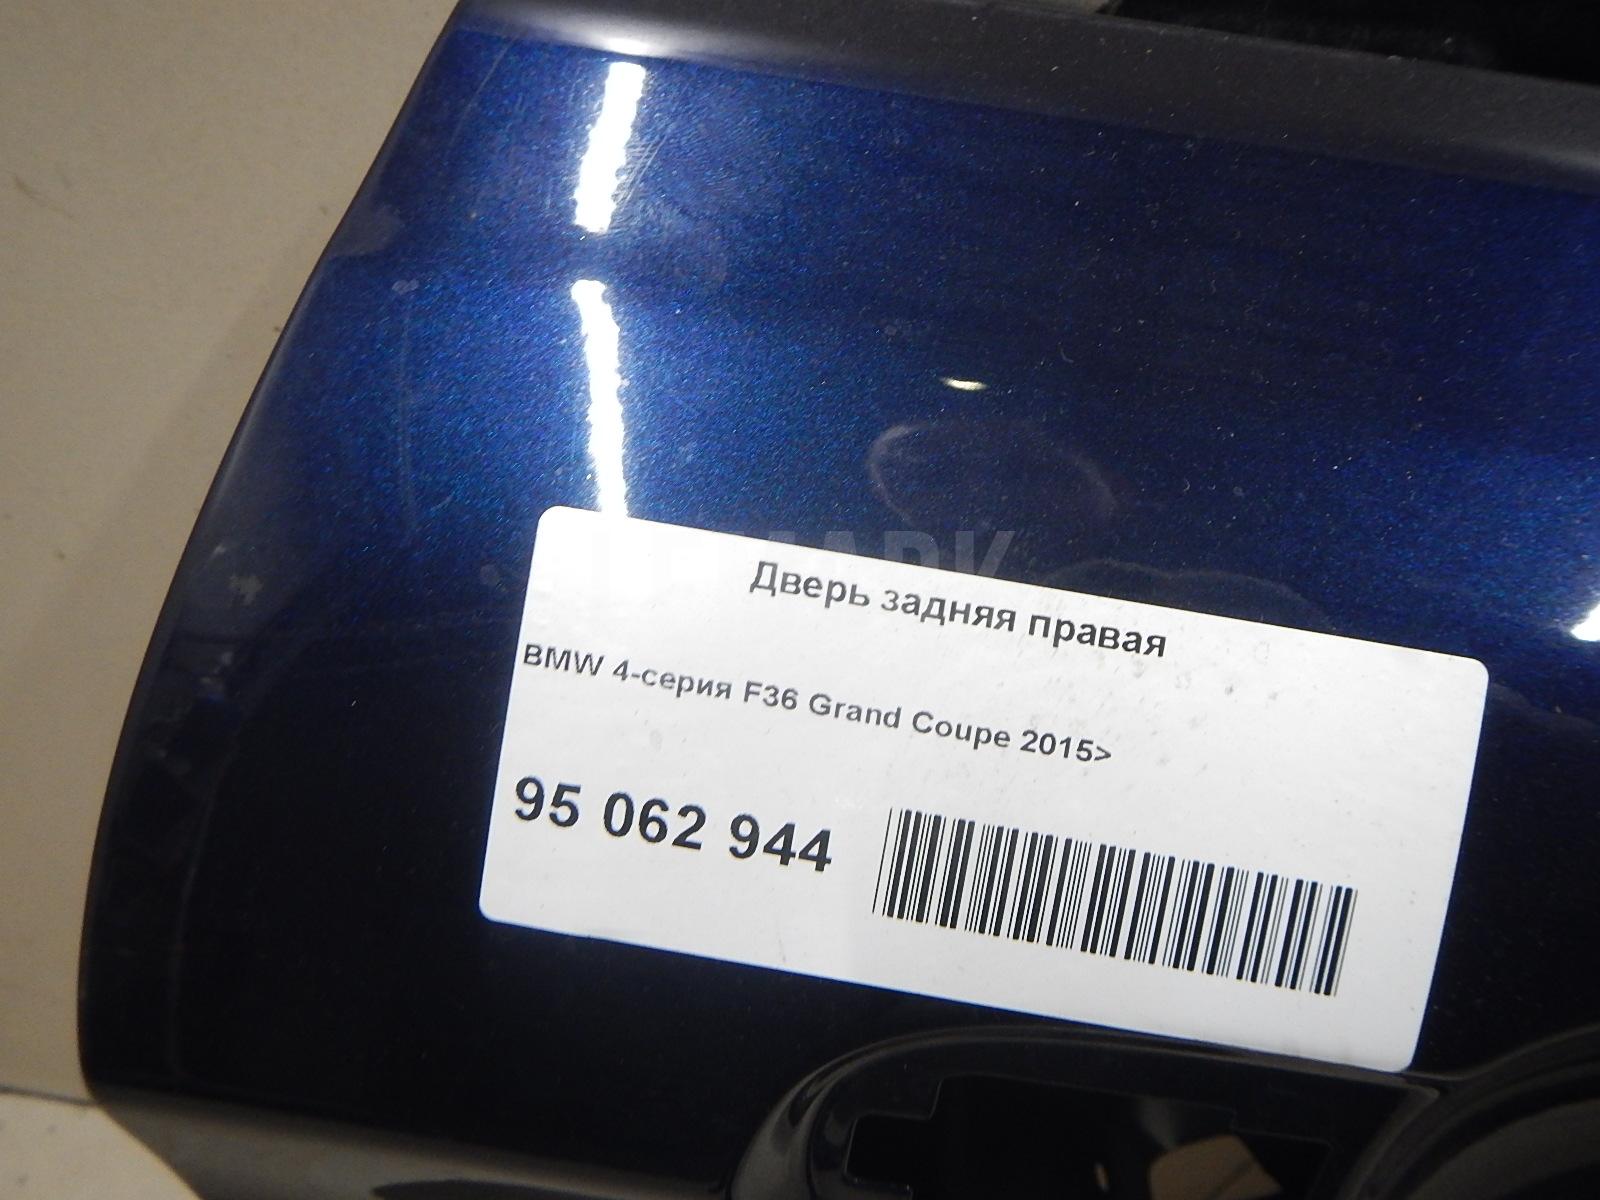 Дверь задняя правая
BMW 4-серия F36 Grand Coupe 2015>
95 062 944